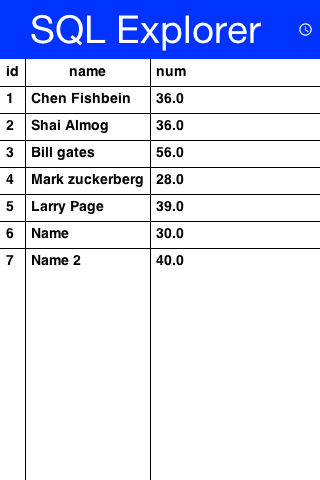 SQL Explorer
id name num
1 Chen Fishbein 36.0
2 Shai Almog 36.0
3 Bill gates 56.0
4 Mark zuckerberg 28.0
5 Larry Page 39.0
6 Name 30.0
7 Name 2 40.0